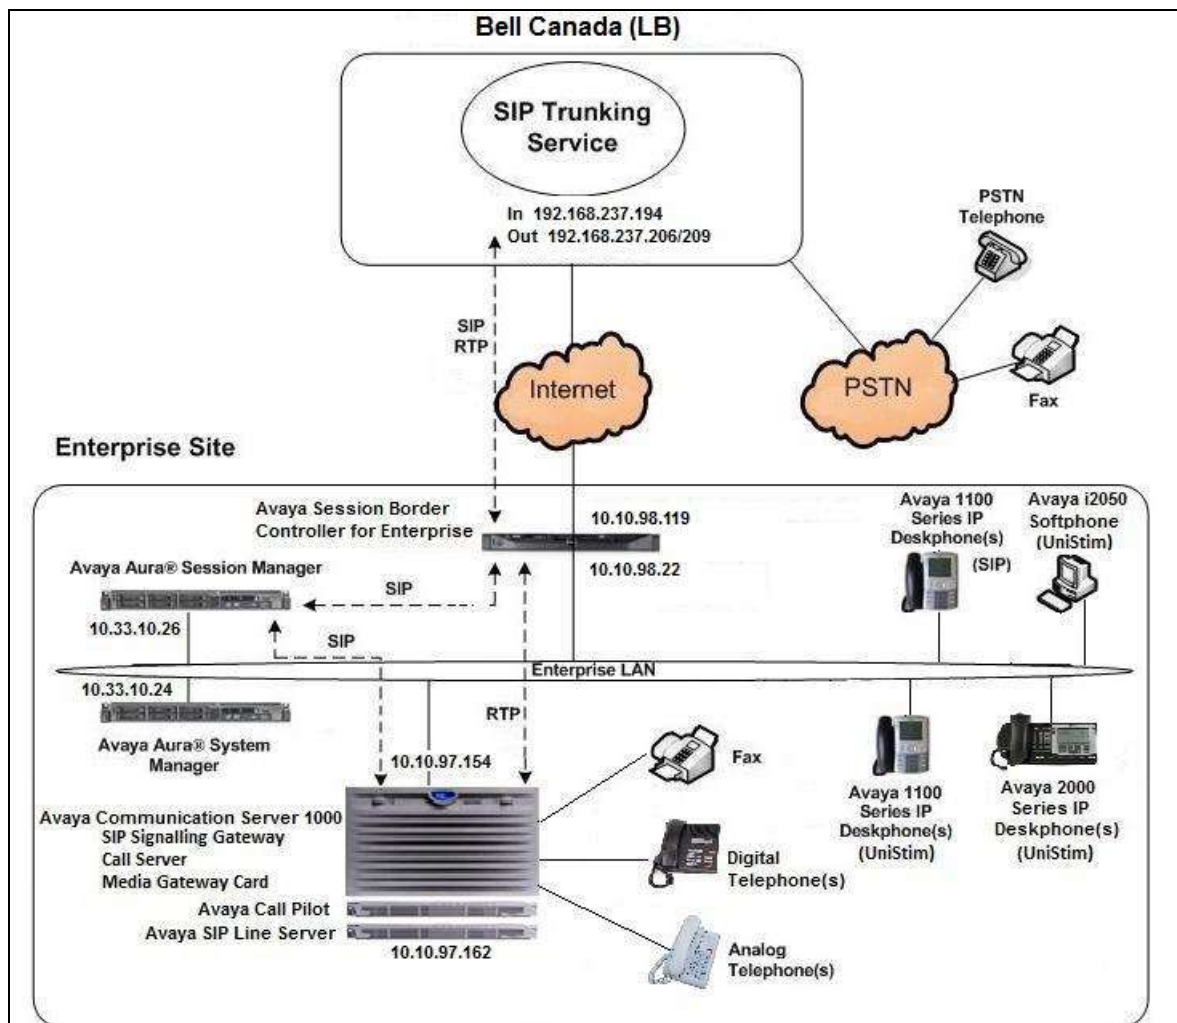 Bell Canada (LB)
SIP Trunking
Service
In 192.168.237.194
Out 192.168.237.206/209
PSTN
Telephone
SIP
RTP
Internet
PSTN
Fax
Enterprise Site
Avaya Session Border
Controller for Enterprise
10.10.98.119
10.10.98.22
Avaya 1100
Series IP
Deskphone(s)
(SIP)
Avaya i2050
Softphone
(UniStim)
Avaya Aura® Session Manager
SIP
10.33.10.26
SIP
Enterprise LAN
10.33.10.24
RTP
Avaya Aura® System
Manager
10.10.97.154
Fax
Avaya 1100
Series IP
Deskphone(s)
(UniStim)
Avaya 2000
Series IP
Deskphone(s)
(UniStim)
Avaya Communication Server 1000
SIP Signalling Gateway
Call Server
Media Gateway Card
Digital
Telephone(s)
Avaya Call Pilot
Avaya SIP Line Server
10.10.97.162
Analog
Telephone(s)